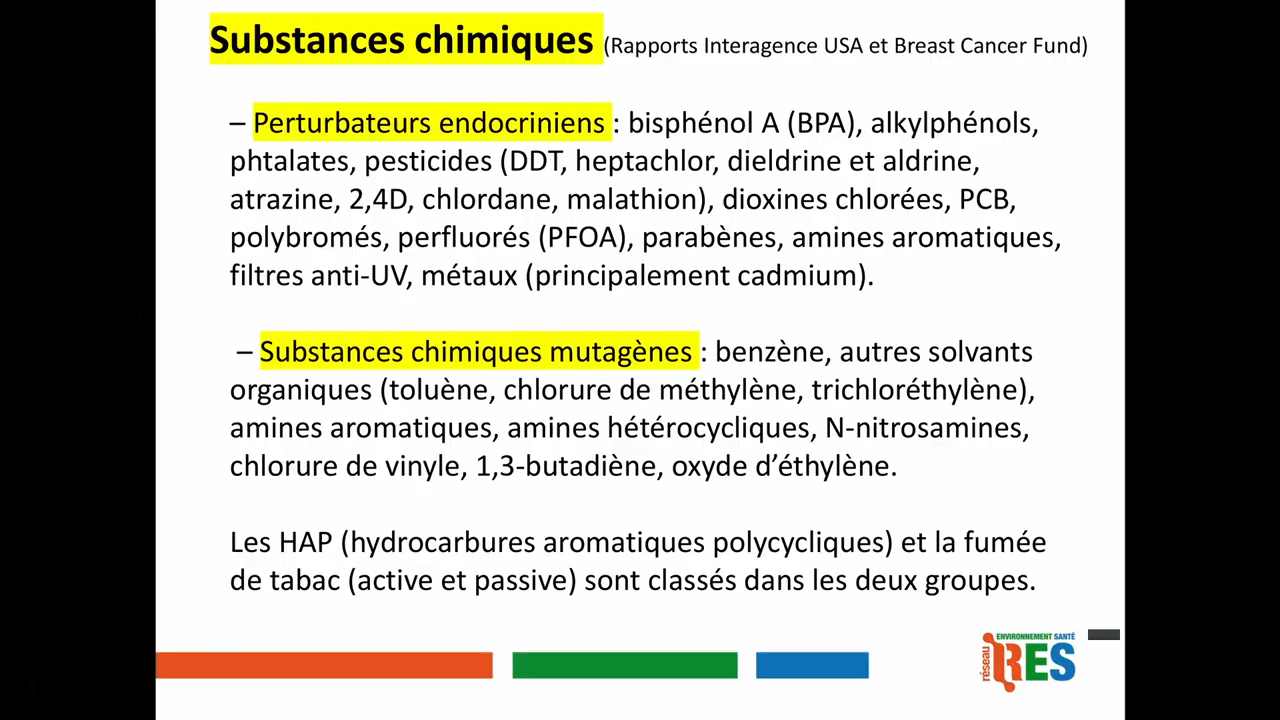 Substances chimiques (Rapports Interagence USA et Breast Cancer Fund)
– Perturbateurs endocriniens : bisphénol A (BPA), alkylphénols,
phtalates, pesticides (DDT, heptachlor, dieldrine et aldrine,
atrazine, 2,4D, chlordane, malathion), dioxines chlorées, PCB,
polybromés, perfluorés (PFOA), parabènes, amines aromatiques,
filtres anti-UV, métaux (principalement cadmium).
– Substances chimiques mutagènes : benzène, autres solvants
organiques (toluène, chlorure de méthylène, trichloréthylène),
amines aromatiques, amines hétérocycliques, N-nitrosamines,
chlorure de vinyle, 1,3-butadiène, oxyde d’éthylène.
Les HAP (hydrocarbures aromatiques polycycliques) et la fumée
de tabac (active et passive) sont classés dans les deux groupes.
ENVIRONNEMENT SANTÉ
réseau
RES